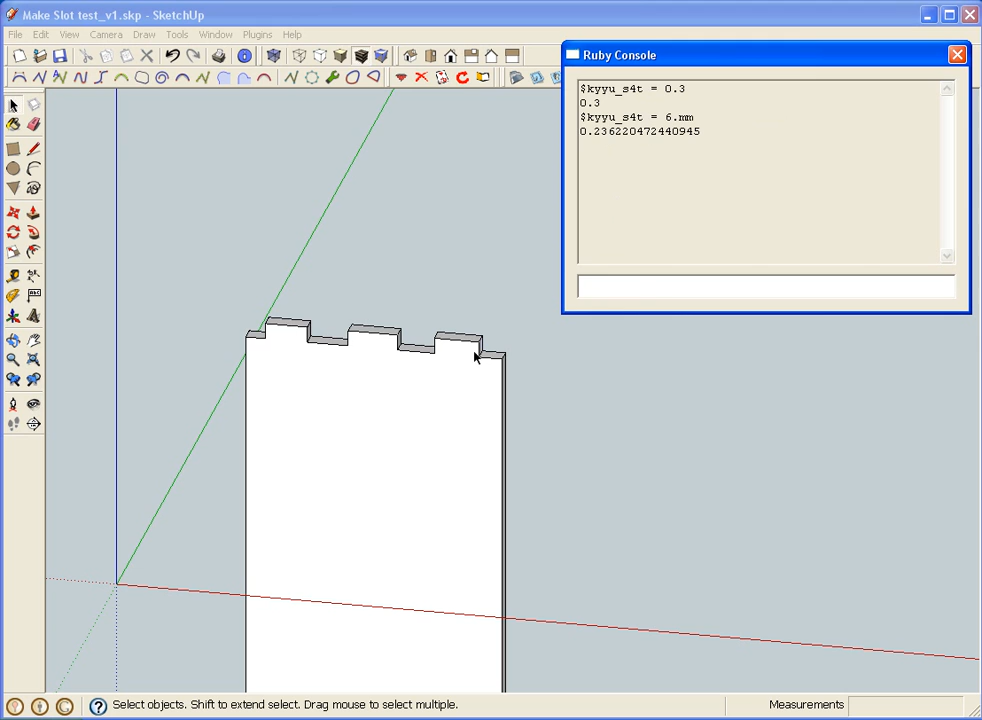 Make Slot test_v1.skp - SketchUp
File Edit View Camera Draw Tools Window Plugins Help
Ruby Console
$kyyu_s4t = 0.3
0.3
$kyyu_s4t = 6.mm
0.236220472440945
Select objects. Shift to extend select. Drag mouse to select multiple.
Measurements